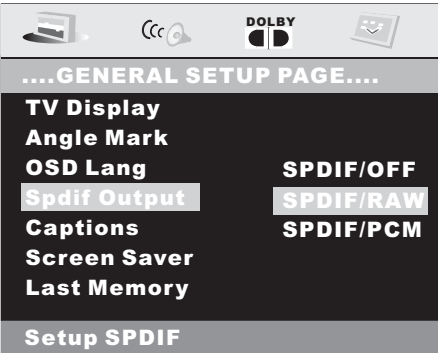 DOLBY
....GENERAL SETUP PAGE....
TV Display
Angle Mark
OSD Lang SPDIF/OFF
Spdif Output SPDIF/RAW
Captions SPDIF/PCM
Screen Saver
Last Memory
Setup SPDIF